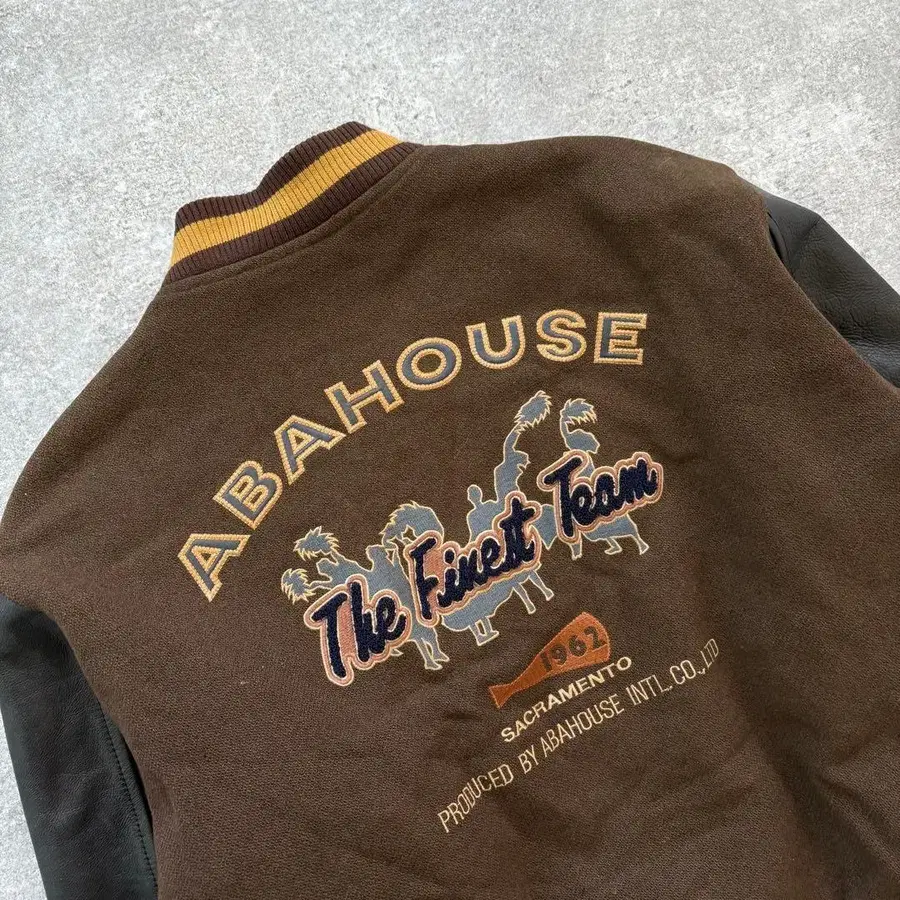 ABAHOUSE
The Finest Team
1962
SACRAMENTO
PRODUCED BY ABAHOUSE INTL. CO., LTD